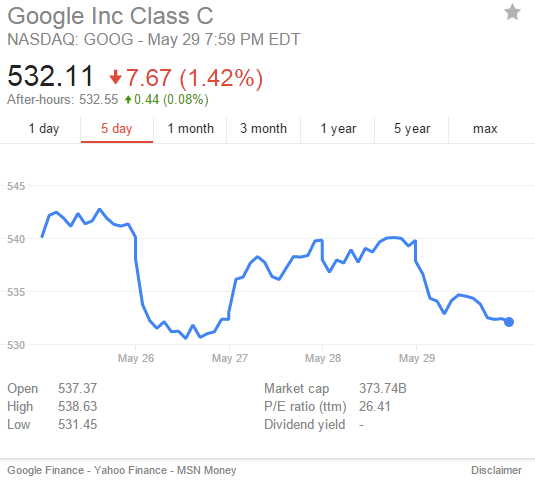 Google Inc Class C
NASDAQ: GOOG - May 29 7:59 PM EDT
532.11 7.67 (1.42%)
After-hours: 532.55 0.44 (0.08%)
1 day 5 day 1 month 3 month 1 year 5 year max
545
540
535
530
May 26 May 27 May 28 May 29
Open 537.37 Market cap 373.74B
High 538.63 P/E ratio (ttm) 26.41
Low 531.45 Dividend yield -
Google Finance - Yahoo Finance - MSN Money Disclaimer